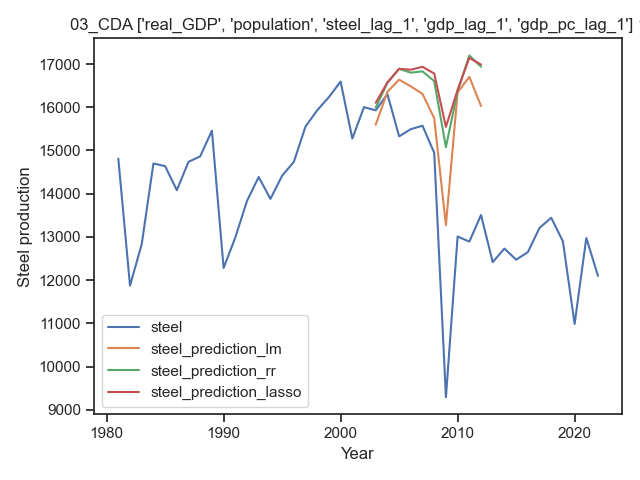 03_CDA ['real_GDP', 'population', 'steel_lag_1', 'gdp_lag_1', 'gdp_pc_lag_1']
17000
16000
15000
14000
13000
12000
11000
10000
9000
Steel production
steel
steel_prediction_lm
steel_prediction_rr
steel_prediction_lasso
1980
1990
2000
2010
2020
Year